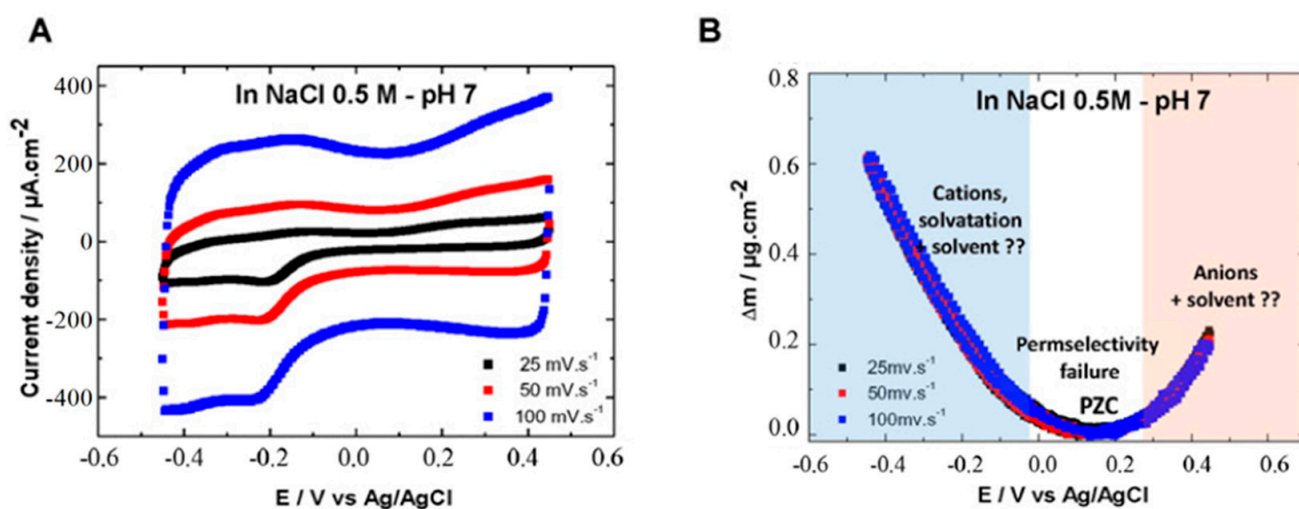 A
In NaCl 0.5 M - pH 7
400
200
0
-200
-400
Current density / µA.cm⁻²
25 mV.s⁻¹
50 mV.s⁻¹
100 mV.s⁻¹
-0.6 -0.4 -0.2 0.0 0.2 0.4 0.6
E / V vs Ag/AgCl
B
In NaCl 0.5M - pH 7
0.8
0.6
0.4
0.2
0.0
Δm / µg.cm⁻²
Cations,
solvatation
+ solvent ??
Anions
+ solvent ??
Permselectivity
failure
PZC
25mv.s⁻¹
50mv.s⁻¹
100mv.s⁻¹
-0.6 -0.4 -0.2 0.0 0.2 0.4 0.6
E / V vs Ag/AgCl